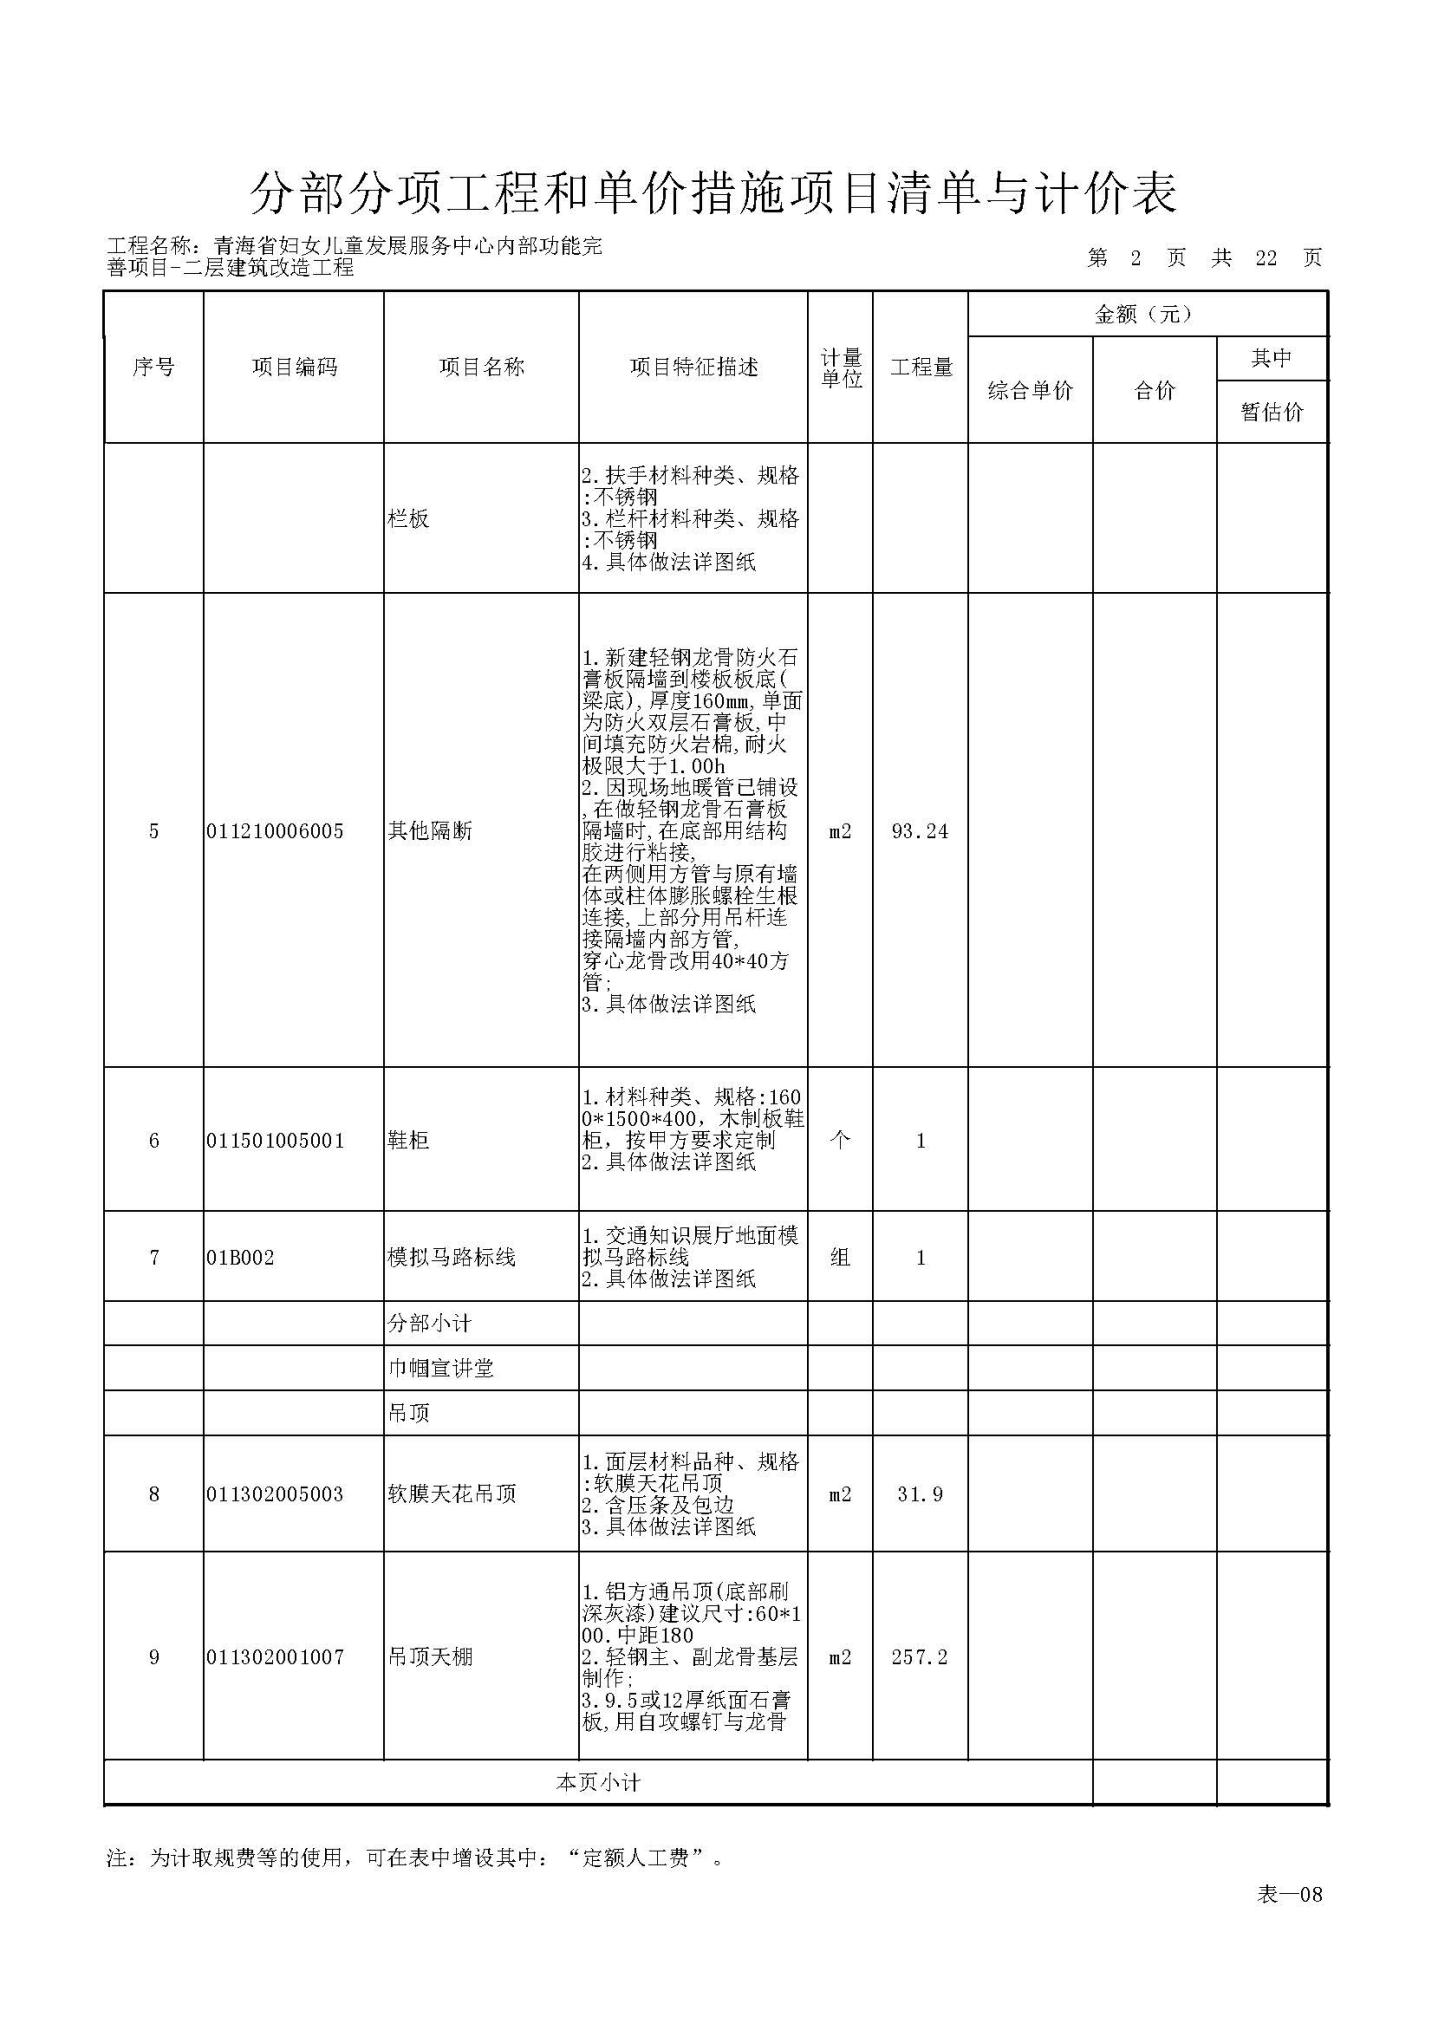 分部分项工程和单价措施项目清单与计价表
工程名称：青海省妇女儿童发展服务中心内部功能完
善项目-二层建筑改造工程
第 2 页 共 22 页
序号
项目编码
项目名称
项目特征描述
计量
单位
工程量
金额（元）
综合单价
合价
其中
暂估价
栏板
2.扶手材料种类、规格
:不锈钢
3.栏杆材料种类、规格
:不锈钢
4.具体做法详图纸
5
011210006005
其他隔断
1.新建轻钢龙骨防火石
膏板隔墙到楼板板底(
梁底),厚度160mm,单面
为防火双层石膏板,中
间填充防火岩棉,耐火
极限大于1.00h
2.因现场地暖管已铺设
,在做轻钢龙骨石膏板
隔墙时,在底部用结构
胶进行粘接,
在两侧用方管与原有墙
体或柱体膨胀螺栓生根
连接,上部分用吊杆连
接隔墙内部方管,
穿心龙骨改用40*40方
管;
3.具体做法详图纸
m2
93.24
6
011501005001
鞋柜
1.材料种类、规格:160
0*1500*400，木制板鞋
柜，按甲方要求定制
2.具体做法详图纸
个
1
7
01B002
模拟马路标线
1.交通知识展厅地面模
拟马路标线
2.具体做法详图纸
组
1
分部小计
巾帼宣讲堂
吊顶
8
011302005003
软膜天花吊顶
1.面层材料品种、规格
:软膜天花吊顶
2.含压条及包边
3.具体做法详图纸
m2
31.9
9
011302001007
吊顶天棚
1.铝方通吊顶(底部刷
深灰漆)建议尺寸:60*1
00.中距180
2.轻钢主、副龙骨基层
制作;
3.9.5或12厚纸面石膏
板,用自攻螺钉与龙骨
m2
257.2
本页小计
注：为计取规费等的使用，可在表中增设其中：“定额人工费”。
表—08